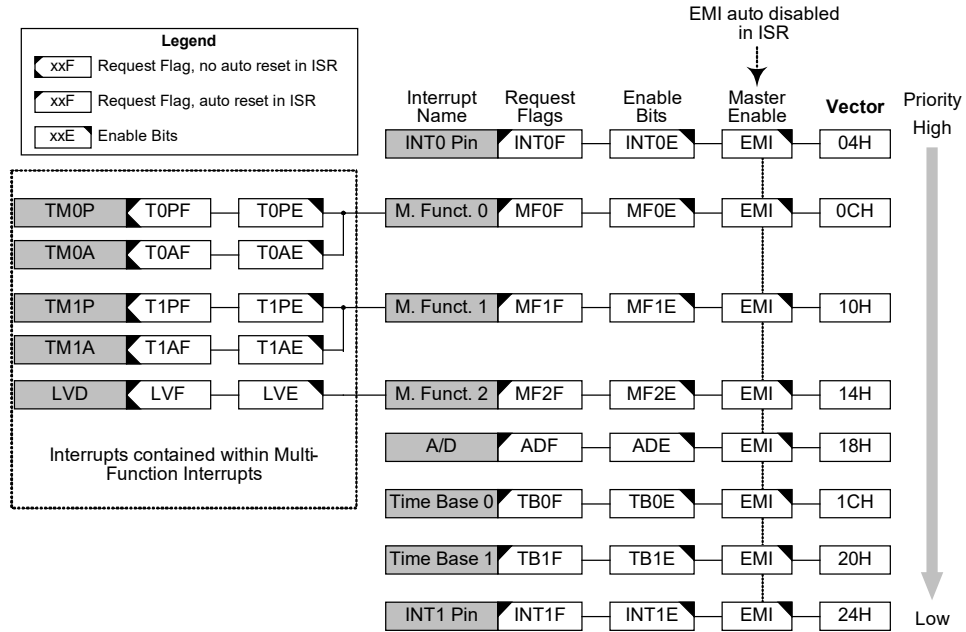 EMI auto disabled
in ISR
Legend
xxF Request Flag, no auto reset in ISR
xxF Request Flag, auto reset in ISR
xxE Enable Bits
Interrupt Name Request Flags Enable Bits Master Enable Vector Priority
High
INT0 Pin INT0F INT0E EMI 04H
TM0P T0PF T0PE M. Funct. 0 MF0F MF0E EMI 0CH
TM0A T0AF T0AE
TM1P T1PF T1PE M. Funct. 1 MF1F MF1E EMI 10H
TM1A T1AF T1AE
LVD LVF LVE M. Funct. 2 MF2F MF2E EMI 14H
A/D ADF ADE EMI 18H
Interrupts contained within Multi-
Function Interrupts
Time Base 0 TB0F TB0E EMI 1CH
Time Base 1 TB1F TB1E EMI 20H
INT1 Pin INT1F INT1E EMI 24H Low